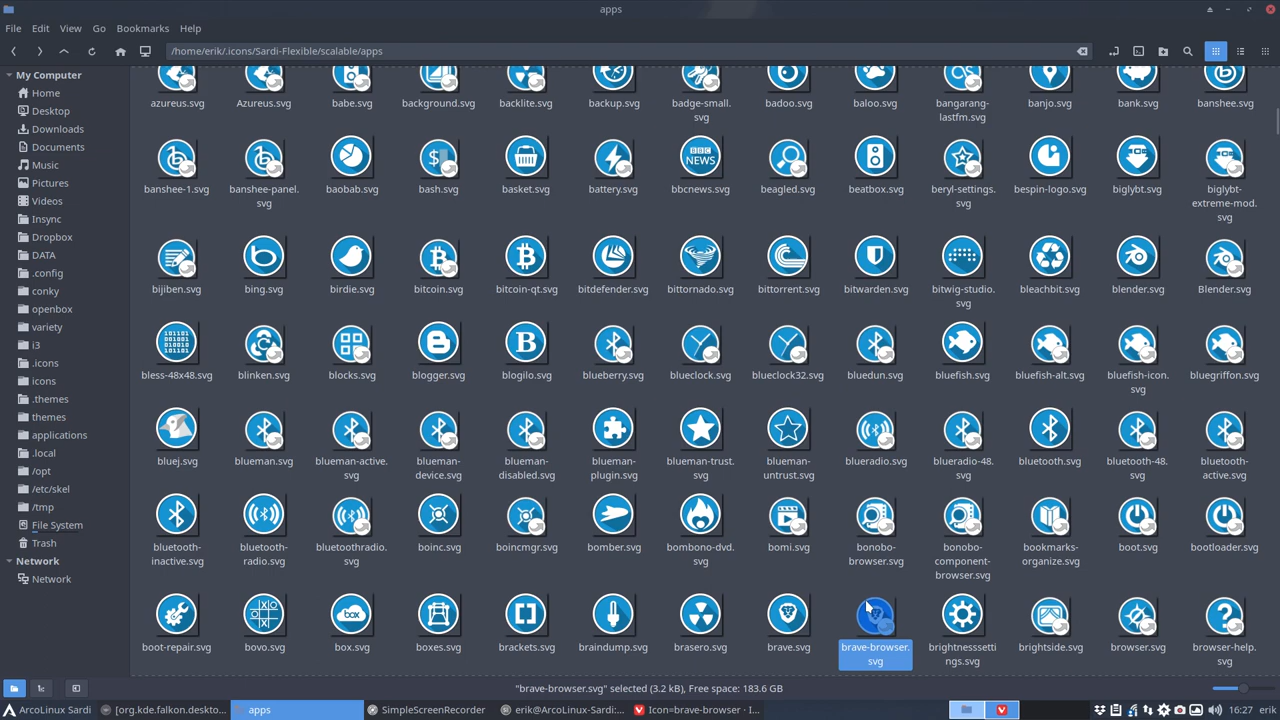 apps
File Edit View Go Bookmarks Help
/home/erik/.icons/Sardi-Flexible/scalable/apps
My Computer
Home
Desktop
Downloads
Documents
Music
Pictures
Videos
Insync
Dropbox
DATA
.config
conky
openbox
variety
i3
.icons
icons
.themes
themes
applications
.local
/opt
/etc/skel
/tmp
File System
Trash
Network
Network
azureus.svg Azureus.svg babe.svg background.svg backlite.svg backup.svg badge-small. badoo.svg baloo.svg bangarang- banjo.svg bank.svg banshee.svg
svg lastfm.svg
$ BBC
NEWS
banshee-1.svg banshee-panel. baobab.svg bash.svg basket.svg battery.svg bbcnews.svg beagled.svg beatbox.svg beryl-settings. bespin-logo.svg biglybt.svg biglybt-
svg svg extreme-mod.
svg
bijiben.svg bing.svg birdie.svg bitcoin.svg bitcoin-qt.svg bitdefender.svg bittornado.svg bittorrent.svg bitwarden.svg bitwig-studio. bleachbit.svg blender.svg Blender.svg
svg
101101
001011
010010
101101
B
bless-48x48.svg blinken.svg blocks.svg blogger.svg blogilo.svg blueberry.svg blueclock.svg blueclock32.svg bluedun.svg bluefish.svg bluefish-alt.svg bluefish-icon. bluegriffon.svg
svg
bluej.svg blueman.svg blueman-active. blueman- blueman- blueman- blueman-trust. blueman- blueradio.svg blueradio-48. bluetooth.svg bluetooth-48. bluetooth-
svg device.svg disabled.svg plugin.svg svg untrust.svg svg svg active.svg
bluetooth- bluetooth- bluetoothradio. boinc.svg boincmgr.svg bomber.svg bombono-dvd. bomi.svg bonobo- bonobo- bookmarks- boot.svg bootloader.svg
inactive.svg radio.svg svg svg browser.svg component- organize.svg
browser.svg
box ?
boot-repair.svg bovo.svg box.svg boxes.svg brackets.svg braindump.svg brasero.svg brave.svg brave-browser. brightnesssetti brightside.svg browser.svg browser-help.
svg ngs.svg svg
"brave-browser.svg" selected (3.2 kB), Free space: 183.6 GB
ArcoLinux Sardi-... [org.kde.falkon.deskto... apps SimpleScreenRecorder erik@ArcoLinux-Sardi:... Icon=brave-browser · I... 16:27 erik